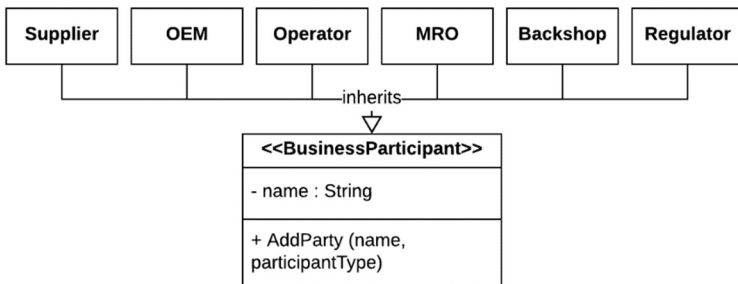 Supplier OEM Operator MRO Backshop Regulator
inherits
<<BusinessParticipant>>
- name : String
+ AddParty (name,
participantType)